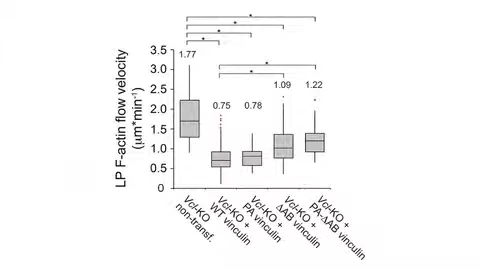 *
*
*
*
*
*
LP F-actin flow velocity
(μm*min⁻¹)
3.5
3.0
2.5
2.0
1.5
1.0
0.5
0
1.77
0.75
0.78
1.09
1.22
Vcl-KO
non-transf.
Vcl-KO +
WT vinculin
Vcl-KO +
PA vinculin
Vcl-KO +
ΔAB vinculin
Vcl-KO +
PA-ΔAB vinculin